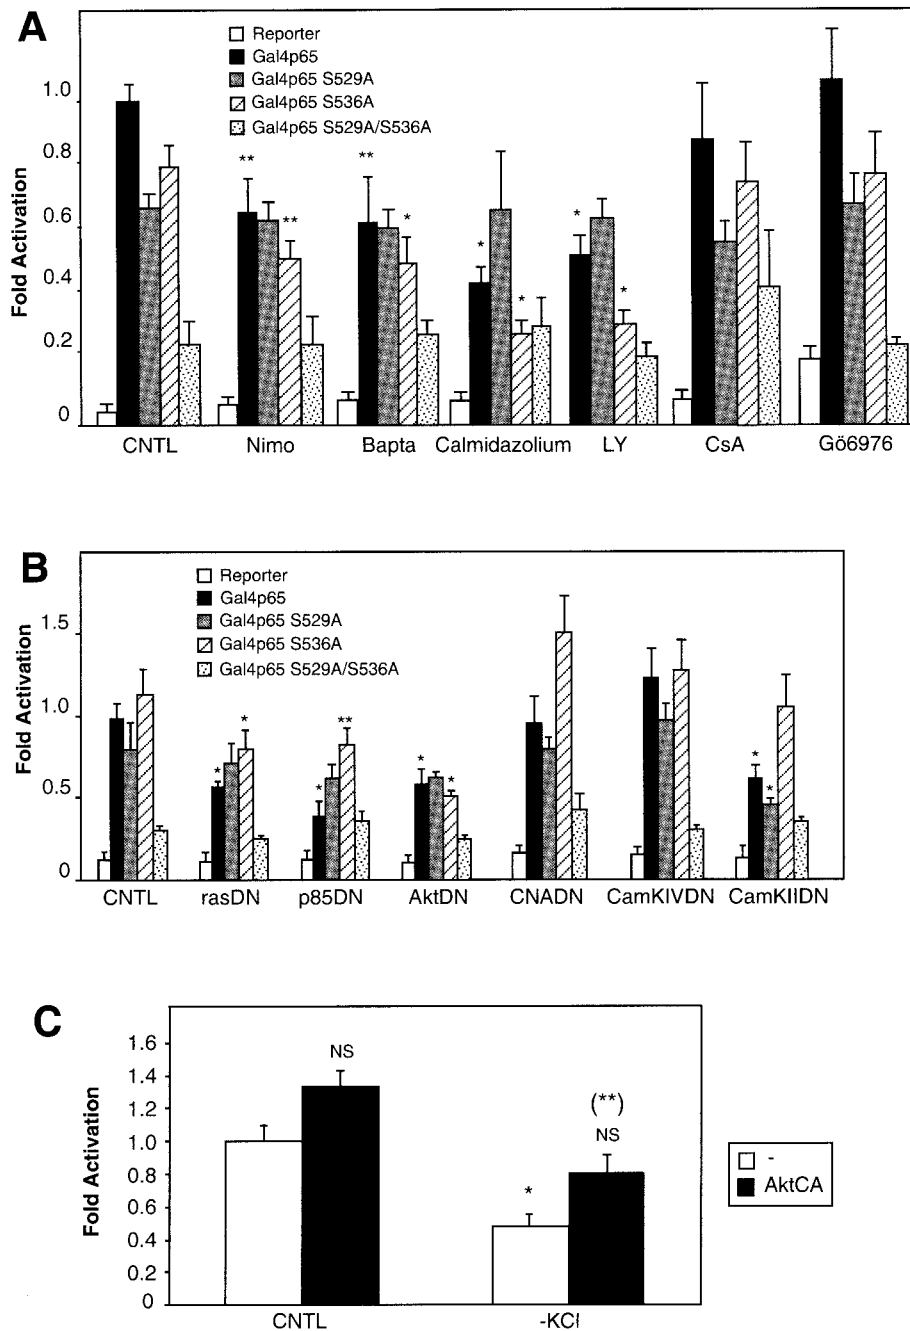 A
Reporter
Gal4p65
Gal4p65 S529A
Gal4p65 S536A
Gal4p65 S529A/S536A
Fold Activation
1.0
0.8
0.6
0.4
0.2
0
** ** ** * * * * *
CNTL Nimo Bapta Calmidazolium LY CsA Gö6976
B
Reporter
Gal4p65
Gal4p65 S529A
Gal4p65 S536A
Gal4p65 S529A/S536A
Fold Activation
1.5
1.0
0.5
0
* * * ** * * * *
CNTL rasDN p85DN AktDN CNADN CamKIVDN CamKIIDN
C
Fold Activation
1.6
1.4
1.2
1.0
0.8
0.6
0.4
0.2
0
NS
*
(**)
NS
CNTL -KCl
-
AktCA